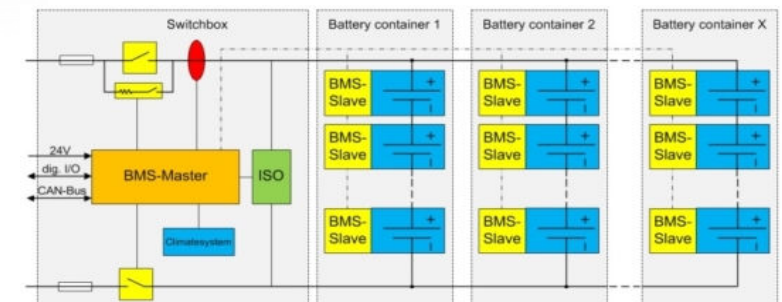 Switchbox
Battery container 1
Battery container 2
Battery container X
BMS-
Slave
+
BMS-
Slave
+
BMS-
Slave
+
BMS-
Slave
+
BMS-
Slave
+
BMS-
Slave
+
24V
dig. I/O
CAN-Bus
BMS-Master
ISO
Climatesystem
BMS-
Slave
+
BMS-
Slave
+
BMS-
Slave
+